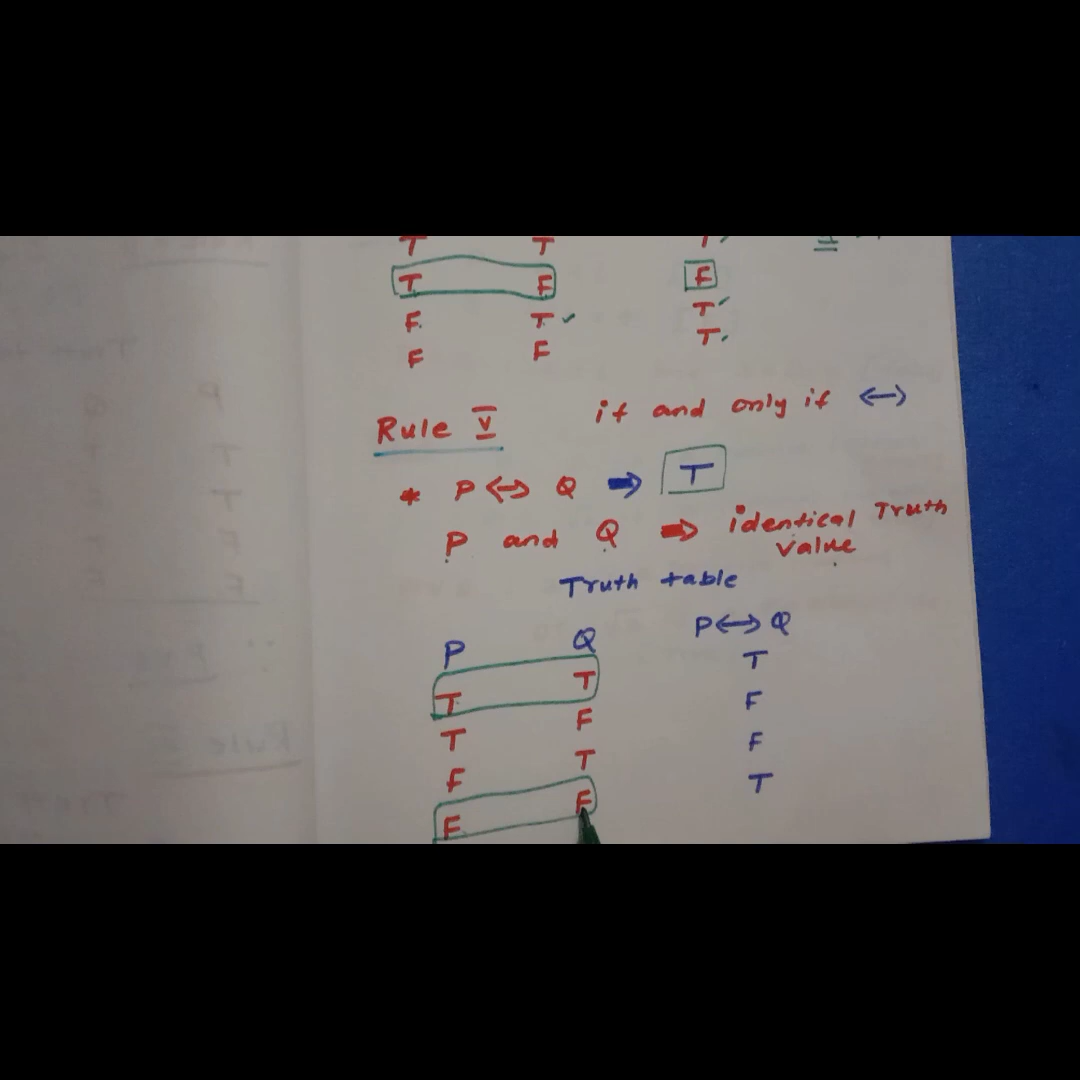 T T
T F F
F T ✓ T ✓
F F T
Rule V if and only if ↔
* P ↔ Q ➡ T
P and Q ➡ identical Truth
value
Truth table
P Q P ↔ Q
T T T
T F F
F T F
F F T